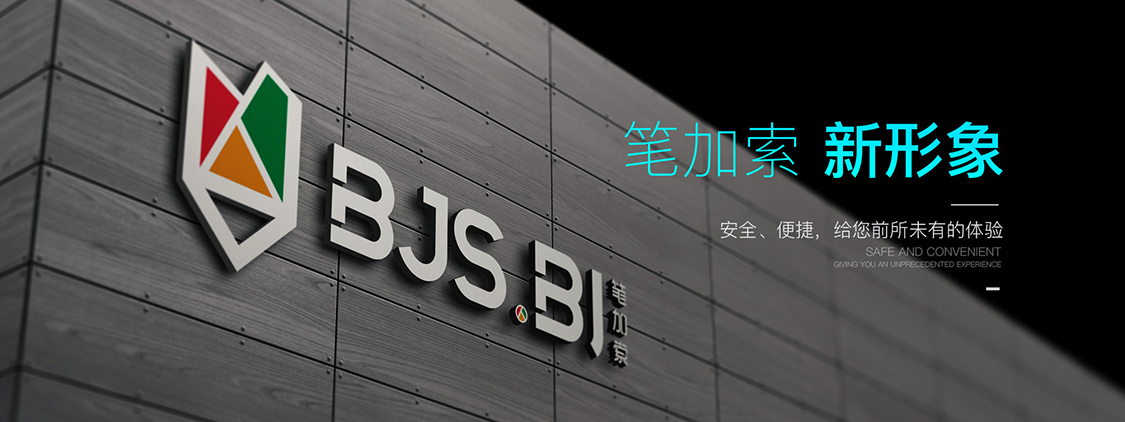 BJS.BJ
笔加索
笔加索 新形象
安全、便捷，给您前所未有的体验
SAFE AND CONVENIENT
GIVING YOU AN UNPRECEDENTED EXPERIENCE